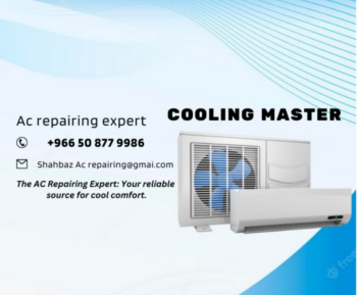 COOLING MASTER
Ac repairing expert
+966 50 877 9986
Shahbaz Ac repairing@gmai.com
The AC Repairing Expert: Your reliable
source for cool comfort.